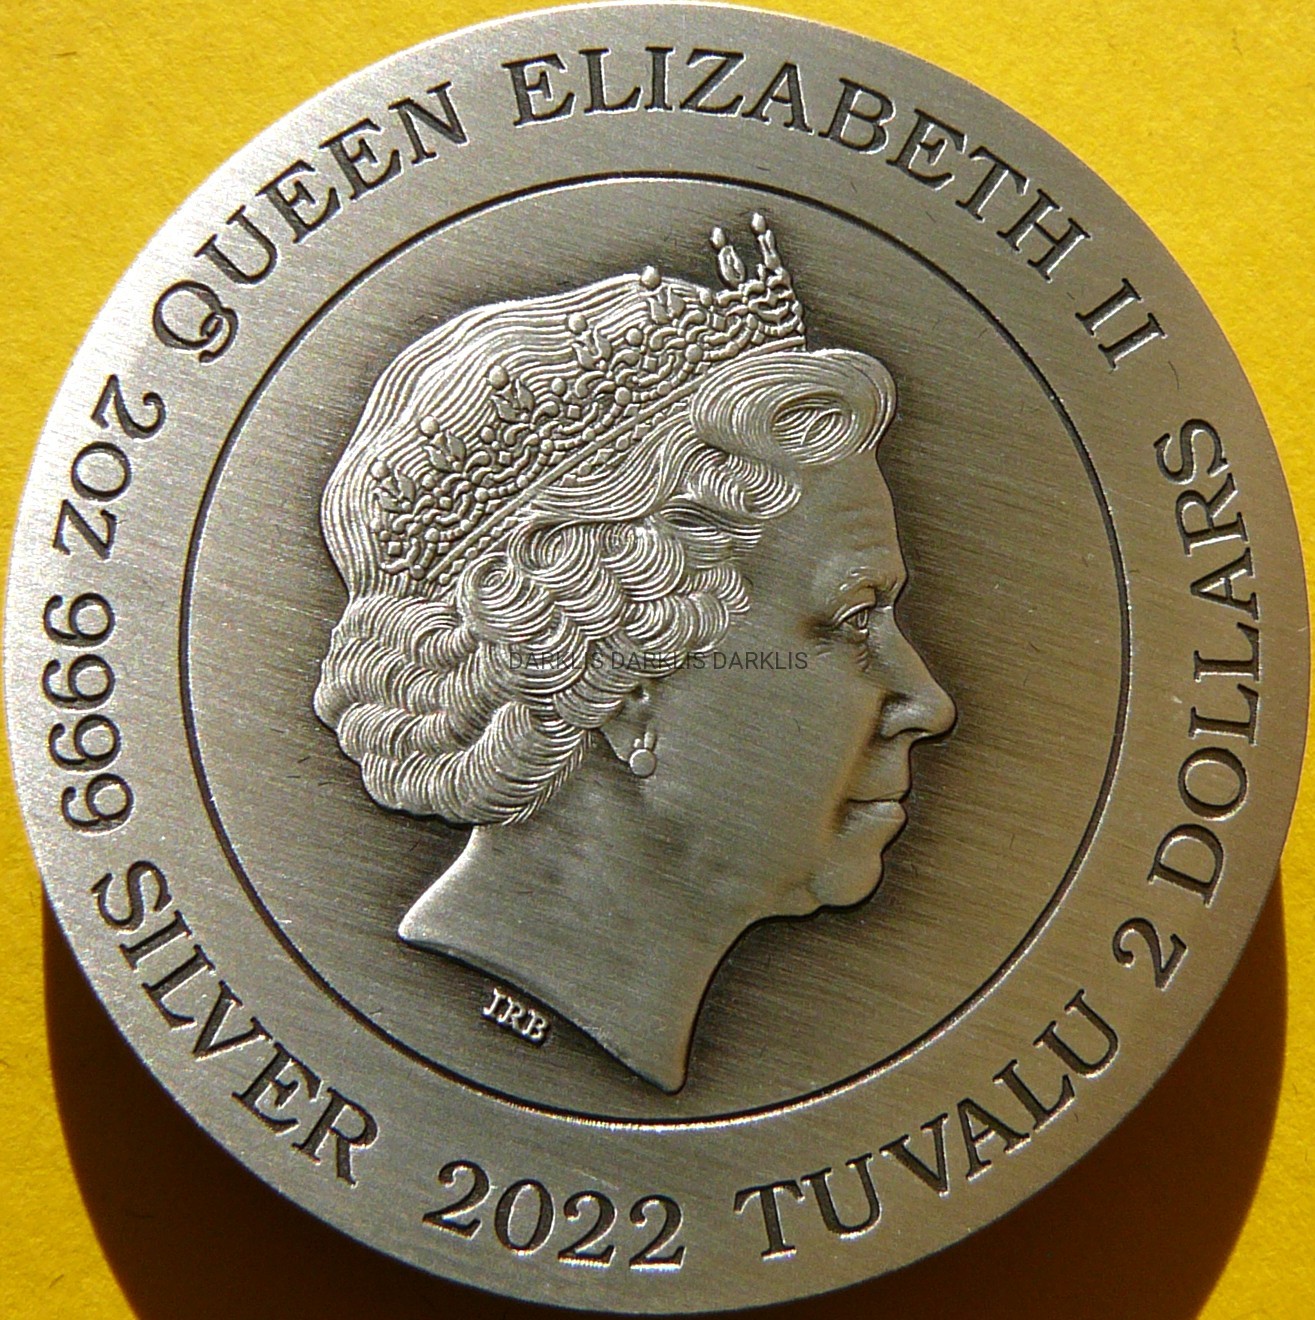 QUEEN ELIZABETH II
2 DOLLARS
TUVALU
2022
2OZ 9999 SILVER
IRB
DARKLIS DARKLIS DARKLIS